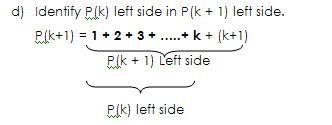 d) Identify P(k) left side in P(k + 1) left side.
P(k+1) = 1 + 2 + 3 + .....+ k + (k+1)
P(k + 1) Left side
P(k) left side